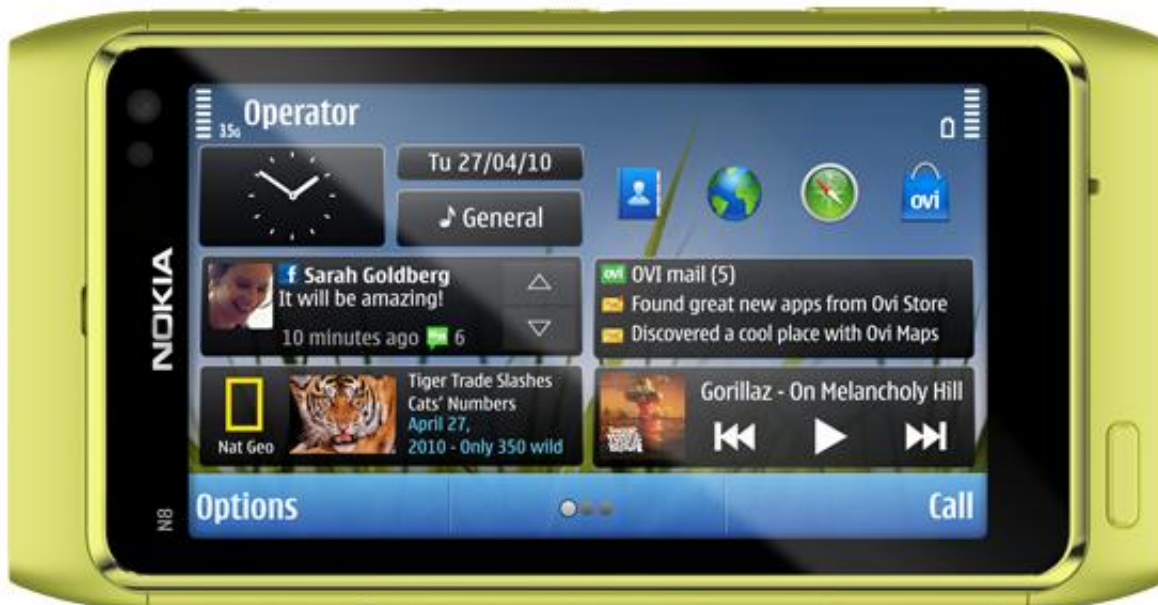 Operator
3.5G
Tu 27/04/10
General
ovi
f Sarah Goldberg
It will be amazing!
10 minutes ago 6
ovi OVI mail (5)
Found great new apps from Ovi Store
Discovered a cool place with Ovi Maps
Nat Geo
Tiger Trade Slashes
Cats' Numbers
April 27,
2010 - Only 350 wild
Gorillaz - On Melancholy Hill
Options
Call
NOKIA
N8